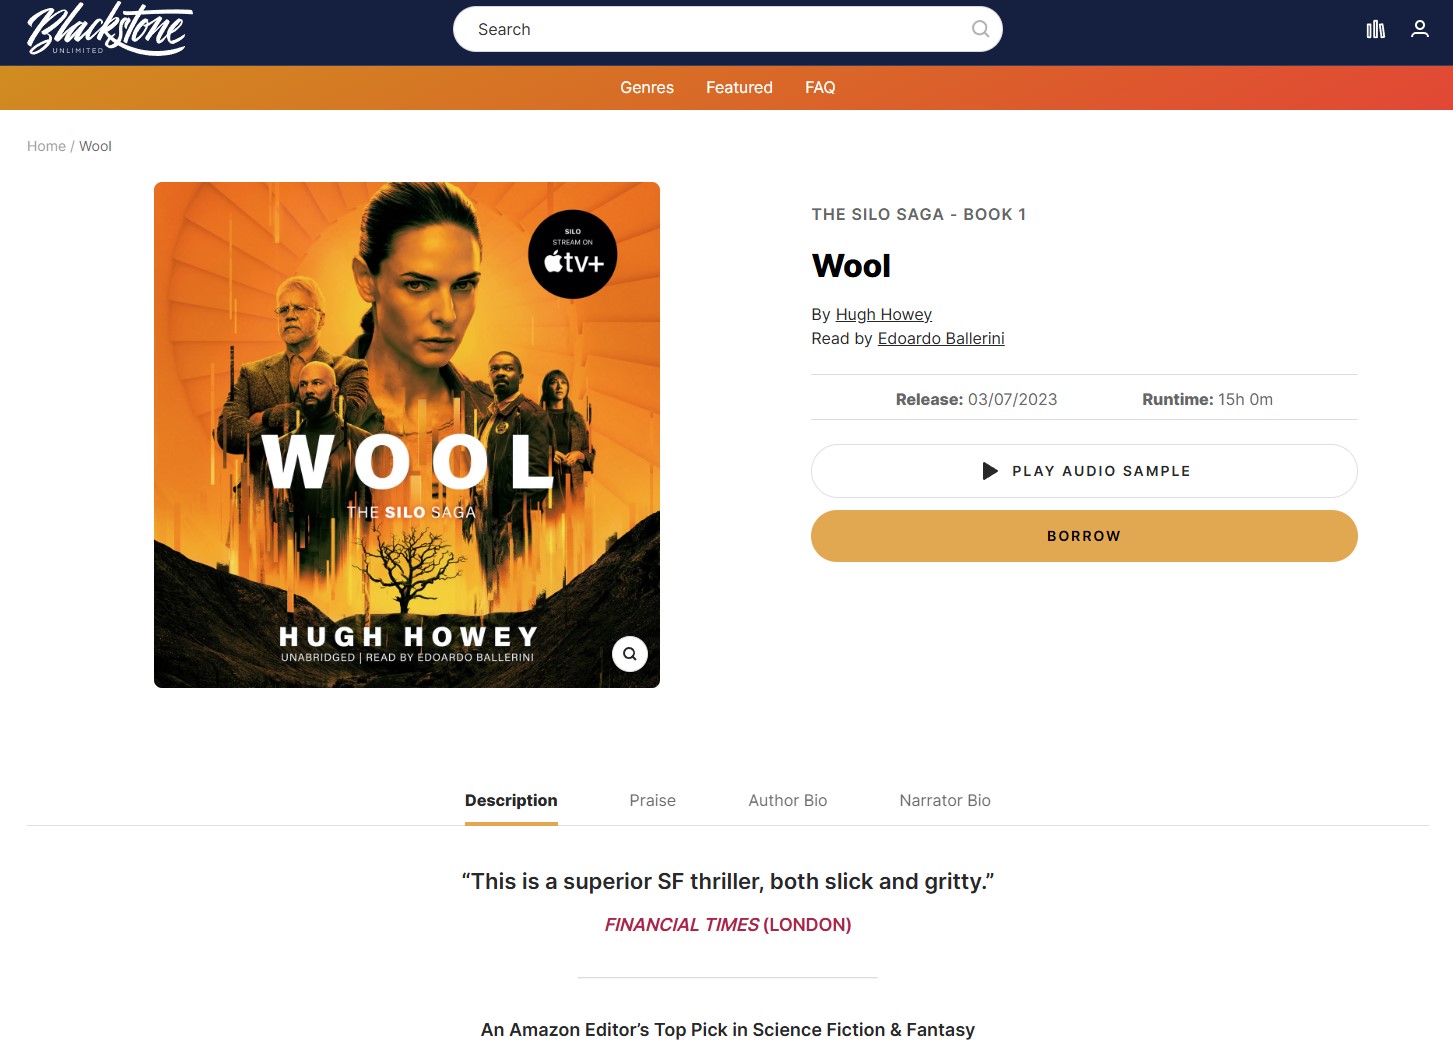 Blackstone
UNLIMITED
Search
Genres Featured FAQ
Home / Wool
SILO
STREAM ON
tv+
WOOL
THE SILO SAGA
HUGH HOWEY
UNABRIDGED | READ BY EDOARDO BALLERINI
THE SILO SAGA - BOOK 1
Wool
By Hugh Howey
Read by Edoardo Ballerini
Release: 03/07/2023 Runtime: 15h 0m
PLAY AUDIO SAMPLE
BORROW
Description Praise Author Bio Narrator Bio
“This is a superior SF thriller, both slick and gritty.”
FINANCIAL TIMES (LONDON)
An Amazon Editor’s Top Pick in Science Fiction & Fantasy